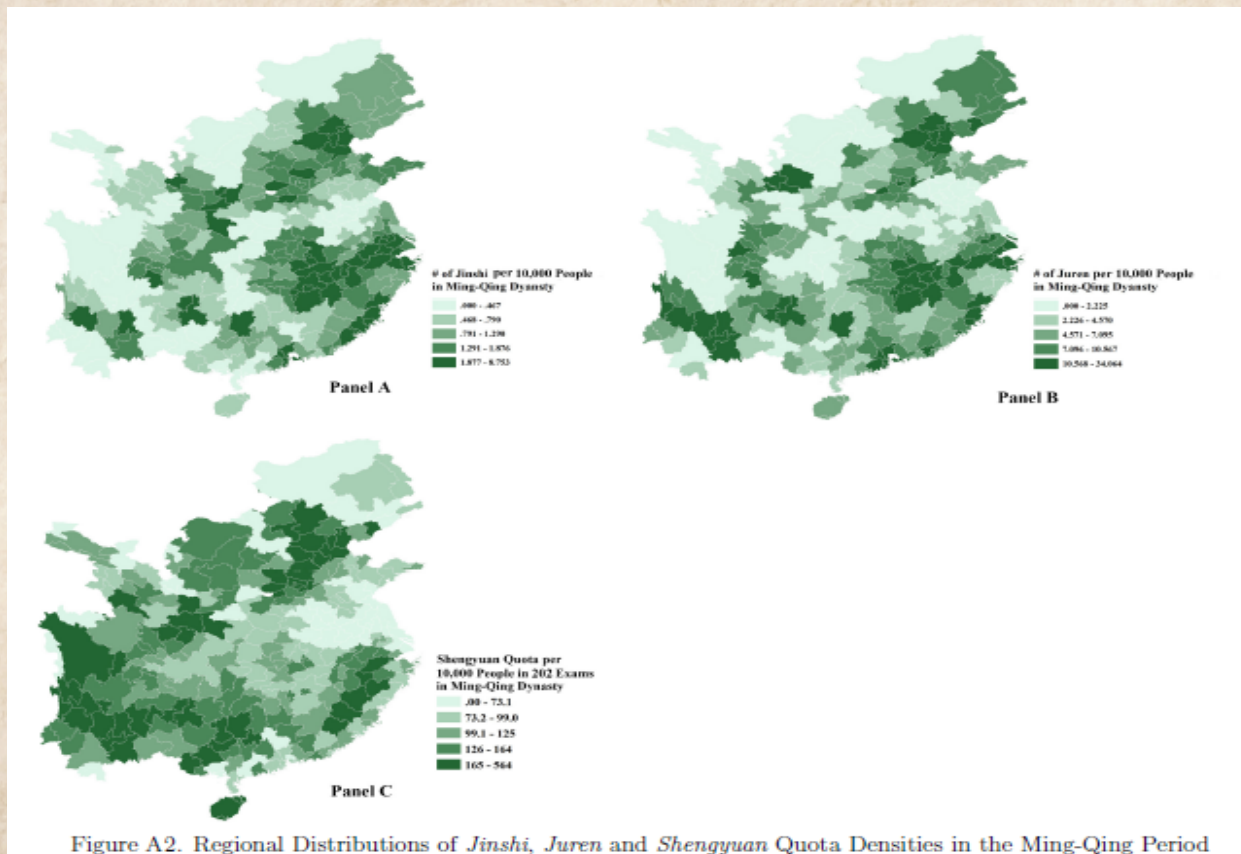 # of Jinshi per 10,000 People
in Ming-Qing Dyansty
.000 - .467
.468 - .790
.791 - 1.290
1.291 - 1.876
1.877 - 8.753
Panel A
# of Juren per 10,000 People
in Ming-Qing Dyansty
.000 - 2.225
2.226 - 4.570
4.571 - 7.095
7.096 - 10.567
10.568 - 34.064
Panel B
Shengyuan Quota per
10,000 People in 202 Exams
in Ming-Qing Dynasty
.00 - 73.1
73.2 - 99.0
99.1 - 125
126 - 164
165 - 564
Panel C
Figure A2. Regional Distributions of Jinshi, Juren and Shengyuan Quota Densities in the Ming-Qing Period